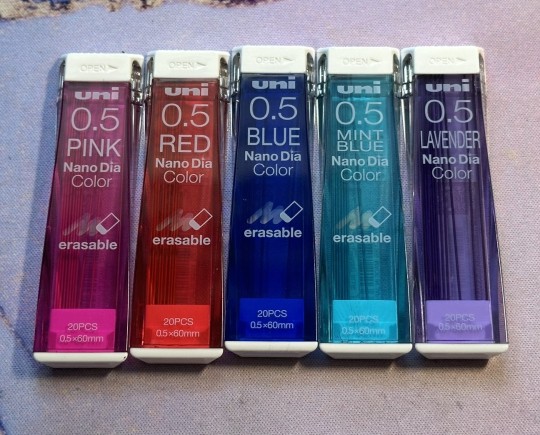 OPEN
uni
0.5
PINK
Nano Dia
Color
erasable
20PCS
0.5×60mm
OPEN
uni
0.5
RED
Nano Dia
Color
erasable
20PCS
0.5×60mm
OPEN
uni
0.5
BLUE
Nano Dia
Color
erasable
20PCS
0.5×60mm
OPEN
uni
0.5
MINT
BLUE
Nano Dia
Color
erasable
20PCS
0.5×60mm
OPEN
uni
0.5
LAVENDER
Nano Dia
Color
20PCS
0.5×60mm